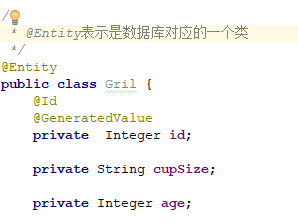 /
* @Entity表示是数据库对应的一个类
*/
@Entity
public class Gril {
@Id
@GeneratedValue
private Integer id;
private String cupSize;
private Integer age;